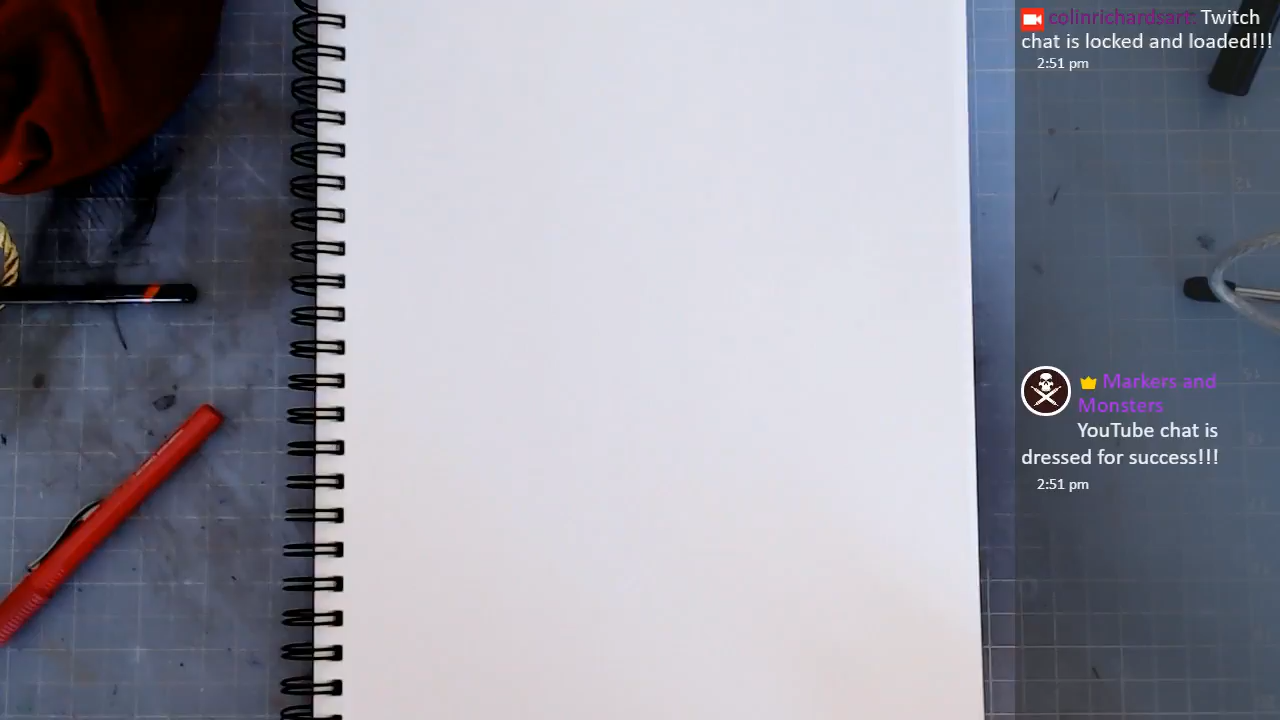 colinrichardsart: Twitch
chat is locked and loaded!!!
2:51 pm
Markers and
Monsters
YouTube chat is
dressed for success!!!
2:51 pm